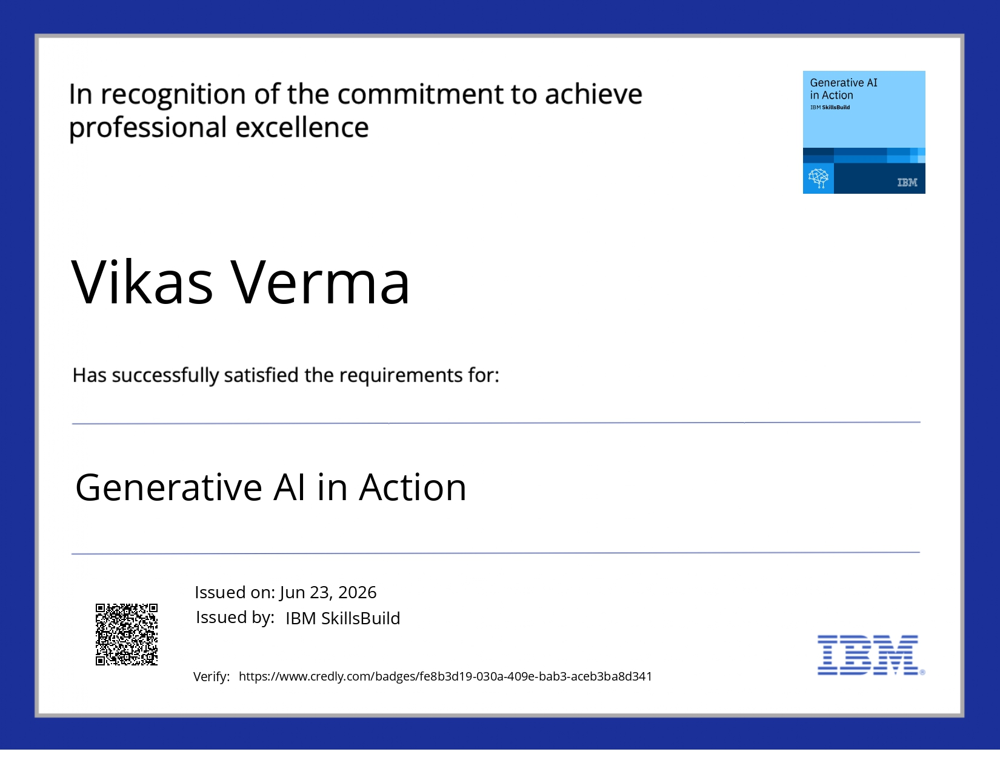 In recognition of the commitment to achieve
professional excellence
Generative AI
in Action
IBM SkillsBuild
IBM
Vikas Verma
Has successfully satisfied the requirements for:
Generative AI in Action
Issued on: Jun 23, 2026
Issued by: IBM SkillsBuild
Verify: https://www.credly.com/badges/fe8b3d19-030a-409e-bab3-aceb3ba8d341
IBM®